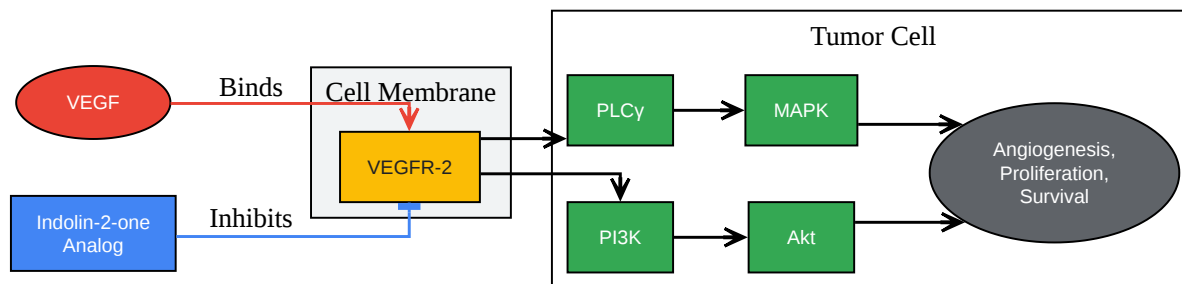 Tumor Cell
VEGF
Binds
Cell Membrane
PLCγ
MAPK
VEGFR-2
Angiogenesis,
Proliferation,
Survival
Indolin-2-one
Analog
Inhibits
PI3K
Akt